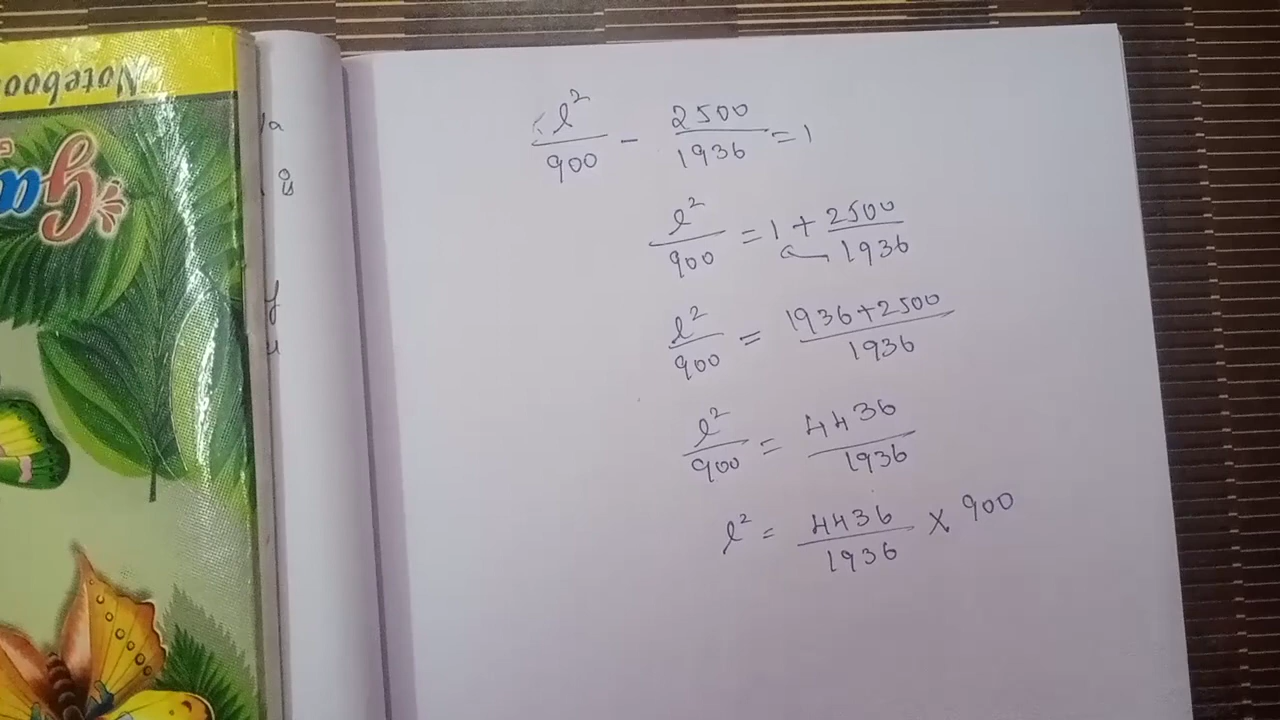 Notebook
Ga
l²/900 - 2500/1936 = 1
l²/900 = 1 + 2500/1936
l²/900 = 1936+2500/1936
l²/900 = 4436/1936
l² = 4436/1936 × 900